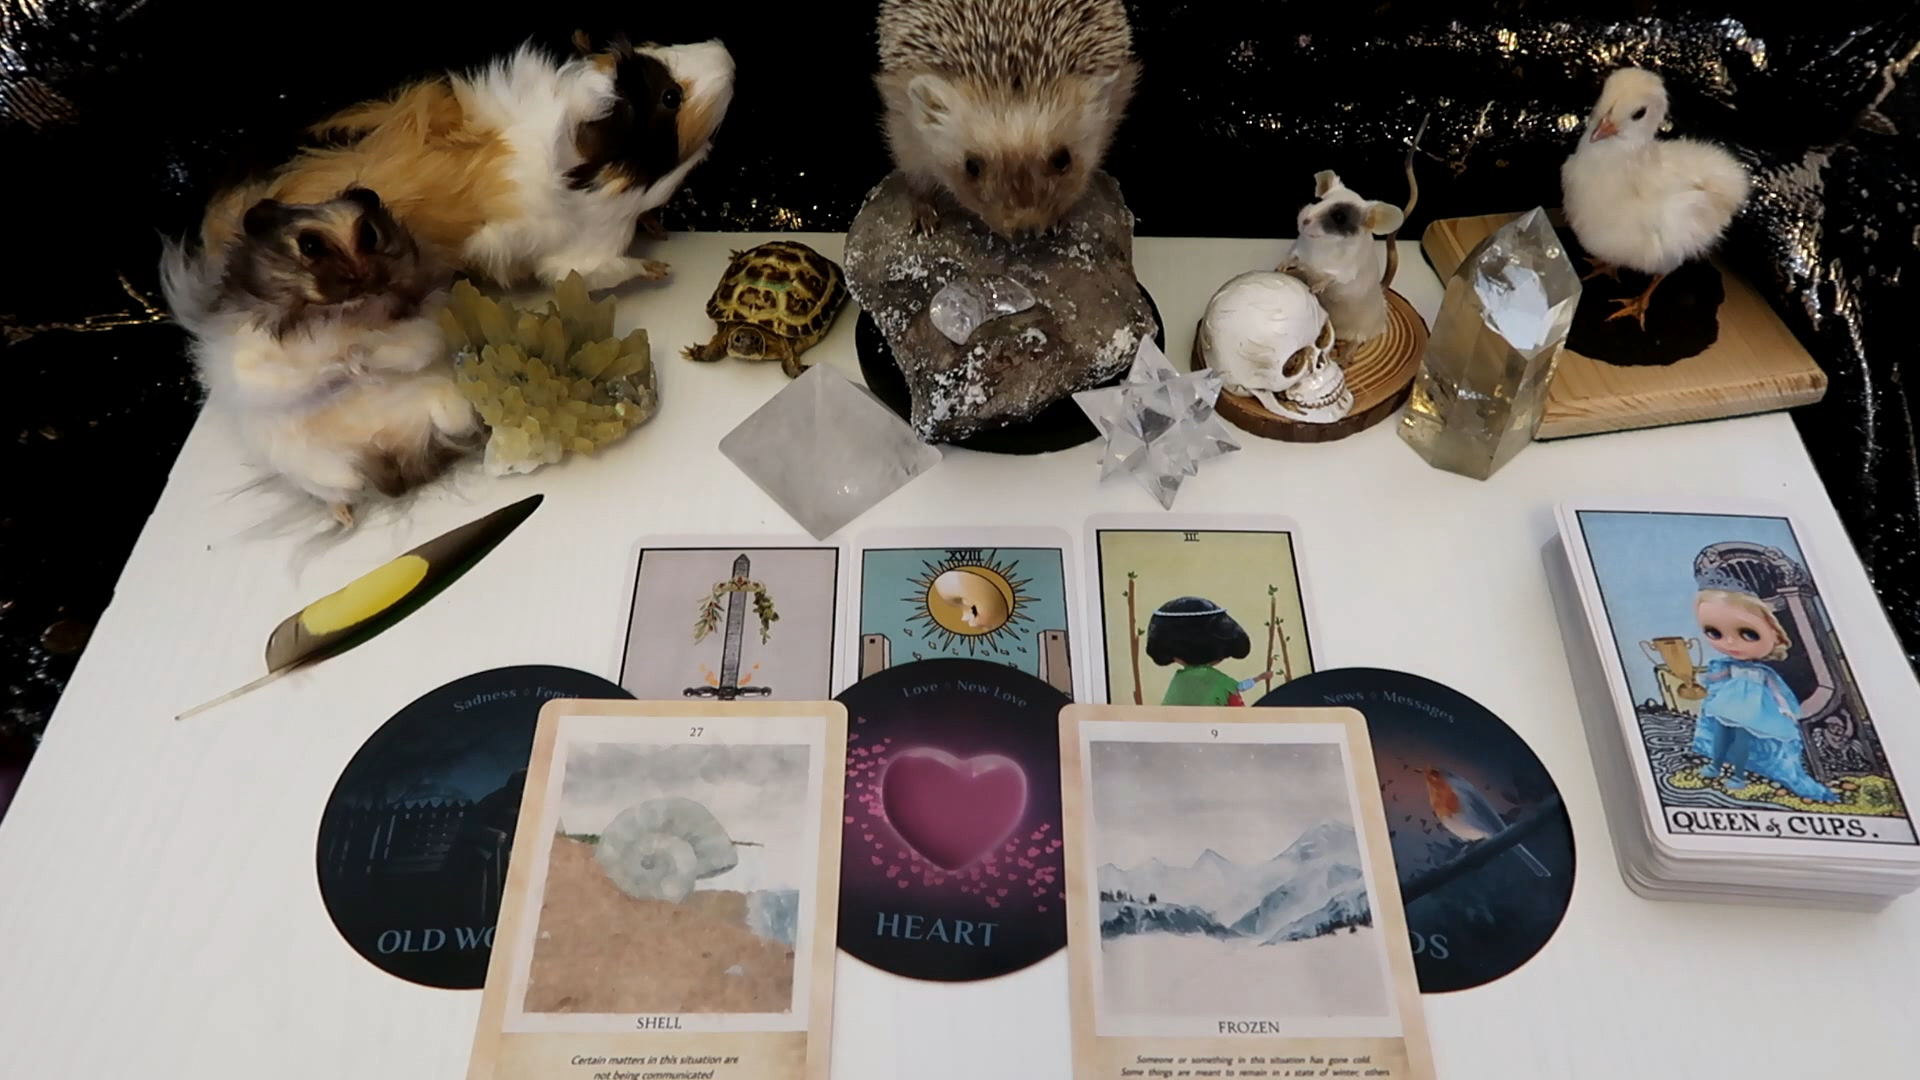 XVIII
III
Sadness ◊
Love ◊ New Love
News ◊ Messages
27
9
QUEEN of CUPS.
OLD
HEART
SHELL
FROZEN
Certain matters in this situation are
not being communicated
Someone or something in this situation has gone cold.
Some things are meant to remain in a state of winter; others